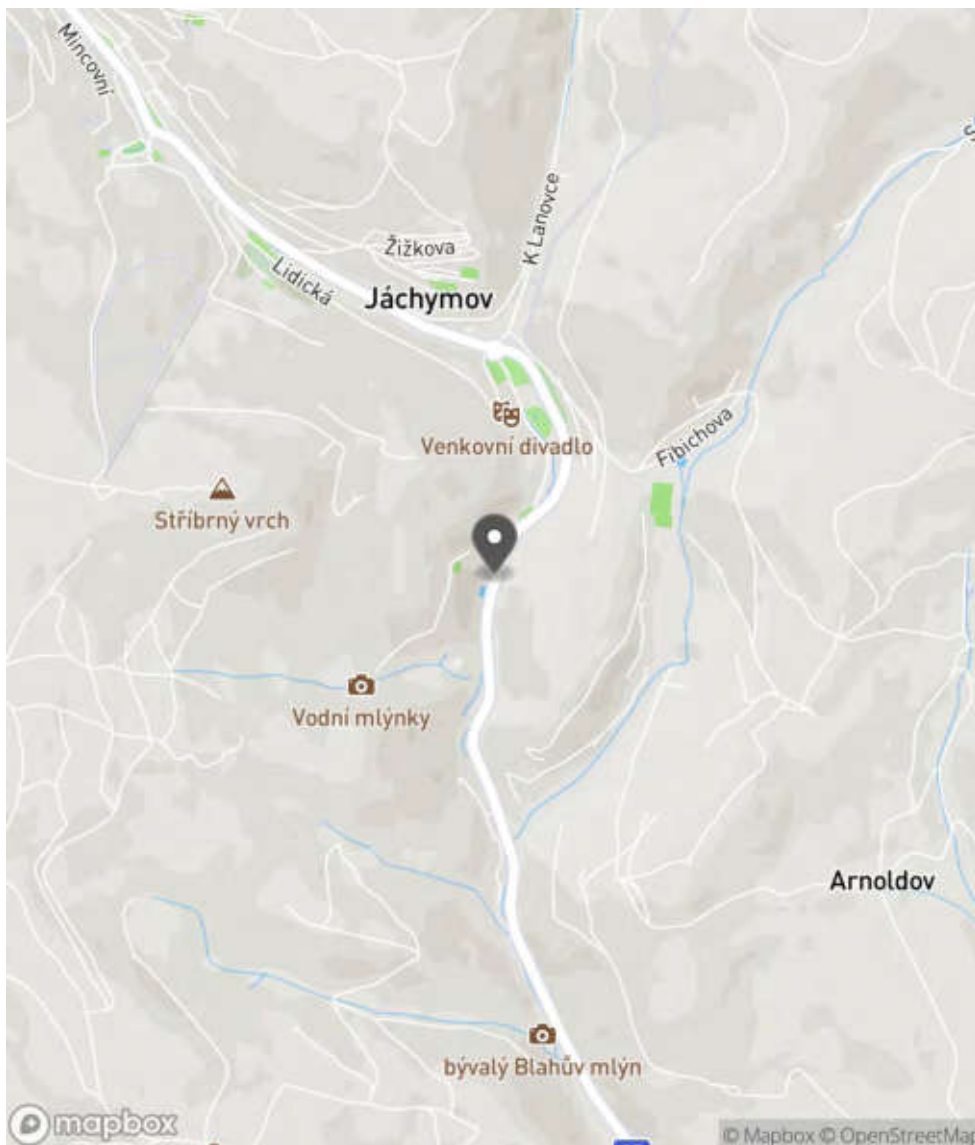 Mincovní
Žižkova
K Lanovce
Lidická
Jáchymov
Venkovní divadlo
Fibichova
Stříbrný vrch
Vodní mlýnky
Arnoldov
bývalý Blahův mlýn
mapbox
© Mapbox © OpenStreetMap